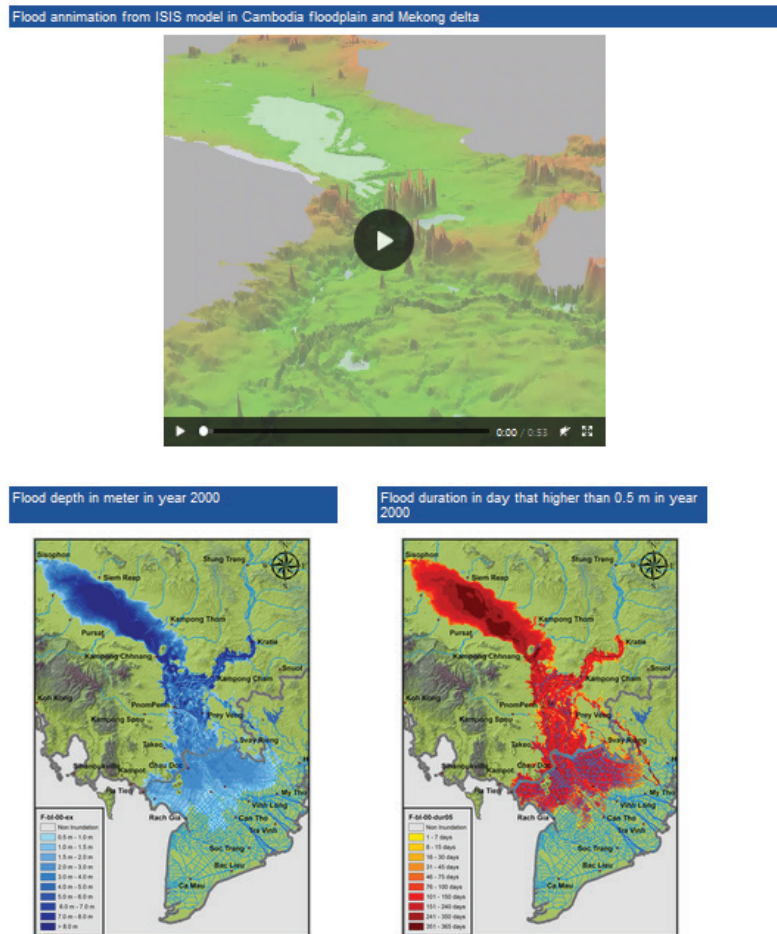 Flood annimation from ISIS model in Cambodia floodplain and Mekong delta
0:00 / 0:53
Flood depth in meter in year 2000
Sisophon
Stung Trang
Siem Reap
Kampong Thom
Pursat
Kratie
Kampong Chhnang
Snuol
Kampong Cham
Koh Kong
PnomPenh
Prey Veng
Kampong Speu
Takeo
Svay Rieng
Sihanoukville
Kampot
Chau Doc
Ha Tien
My Tho
Vinh Long
Rach Gia
Can Tho
Tra Vinh
Soc Trang
Bac Lieu
Ca Mau
F-bl-00-ex
Non Inundation
0.5 m - 1.0 m
1.0 m - 1.5 m
1.5 m - 2.0 m
2.0 m - 3.0 m
3.0 m - 4.0 m
4.0 m - 5.0 m
5.0 m - 6.0 m
6.0 m - 7.0 m
7.0 m - 8.0 m
> 8.0 m
Flood duration in day that higher than 0.5 m in year
2000
Sisophon
Stung Trang
Siem Reap
Kampong Thom
Pursat
Kratie
Kampong Chhnang
Snuol
Kampong Cham
Koh Kong
PnomPenh
Prey Veng
Kampong Speu
Takeo
Svay Rieng
Sihanoukville
Kampot
Chau Doc
Ha Tien
My Tho
Vinh Long
Rach Gia
Can Tho
Tra Vinh
Soc Trang
Bac Lieu
Ca Mau
F-bl-00-dur05
Non Inundation
1 - 7 days
8 - 15 days
16 - 30 days
31 - 45 days
46 - 75 days
76 - 100 days
101 - 150 days
151 - 240 days
241 - 300 days
301 - 365 days